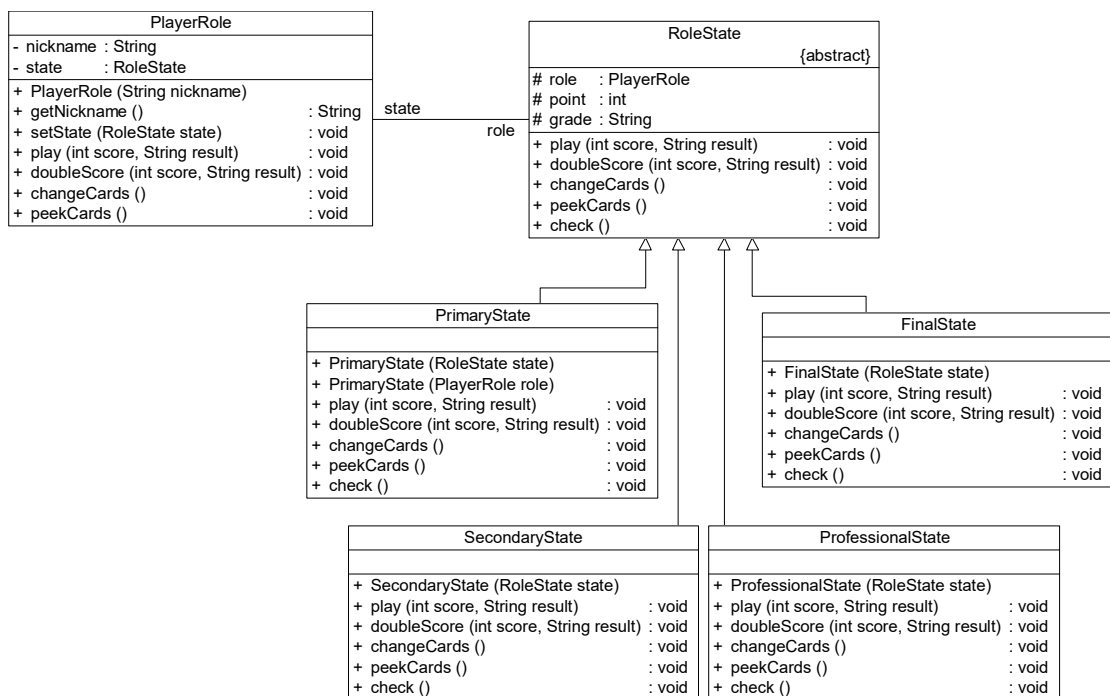 PlayerRole
- nickname : String
- state : RoleState
+ PlayerRole (String nickname)
+ getNickname () : String
+ setState (RoleState state) : void
+ play (int score, String result) : void
+ doubleScore (int score, String result) : void
+ changeCards () : void
+ peekCards () : void
state
role
RoleState
{abstract}
# role : PlayerRole
# point : int
# grade : String
+ play (int score, String result) : void
+ doubleScore (int score, String result) : void
+ changeCards () : void
+ peekCards () : void
+ check () : void
PrimaryState
+ PrimaryState (RoleState state)
+ PrimaryState (PlayerRole role)
+ play (int score, String result) : void
+ doubleScore (int score, String result) : void
+ changeCards () : void
+ peekCards () : void
+ check () : void
FinalState
+ FinalState (RoleState state)
+ play (int score, String result) : void
+ doubleScore (int score, String result) : void
+ changeCards () : void
+ peekCards () : void
+ check () : void
SecondaryState
+ SecondaryState (RoleState state)
+ play (int score, String result) : void
+ doubleScore (int score, String result) : void
+ changeCards () : void
+ peekCards () : void
+ check () : void
ProfessionalState
+ ProfessionalState (RoleState state)
+ play (int score, String result) : void
+ doubleScore (int score, String result) : void
+ changeCards () : void
+ peekCards () : void
+ check () : void